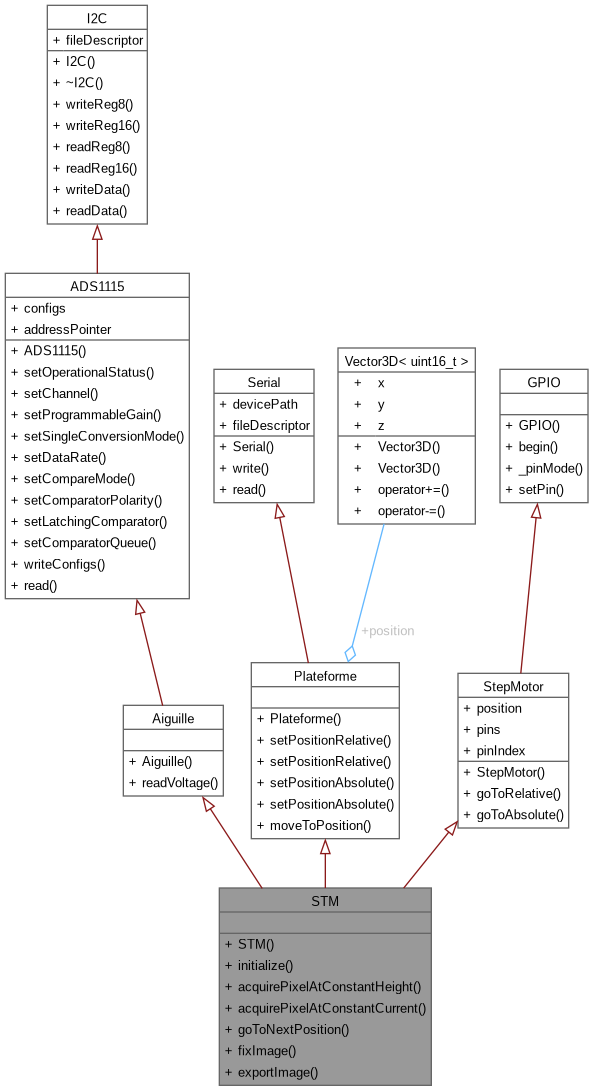 I2C
+ fileDescriptor
+ I2C()
+ ~I2C()
+ writeReg8()
+ writeReg16()
+ readReg8()
+ readReg16()
+ writeData()
+ readData()
ADS1115
+ configs
+ addressPointer
+ ADS1115()
+ setOperationalStatus()
+ setChannel()
+ setProgrammableGain()
+ setSingleConversionMode()
+ setDataRate()
+ setCompareMode()
+ setComparatorPolarity()
+ setLatchingComparator()
+ setComparatorQueue()
+ writeConfigs()
+ read()
Serial
+ devicePath
+ fileDescriptor
+ Serial()
+ write()
+ read()
Vector3D< uint16_t >
+ x
+ y
+ z
+ Vector3D()
+ Vector3D()
+ operator+=()
+ operator-=()
GPIO
+ GPIO()
+ begin()
+ _pinMode()
+ setPin()
+position
Aiguille
+ Aiguille()
+ readVoltage()
Plateforme
+ Plateforme()
+ setPositionRelative()
+ setPositionRelative()
+ setPositionAbsolute()
+ setPositionAbsolute()
+ moveToPosition()
StepMotor
+ position
+ pins
+ pinIndex
+ StepMotor()
+ goToRelative()
+ goToAbsolute()
STM
+ STM()
+ initialize()
+ acquirePixelAtConstantHeight()
+ acquirePixelAtConstantCurrent()
+ goToNextPosition()
+ fixImage()
+ exportImage()